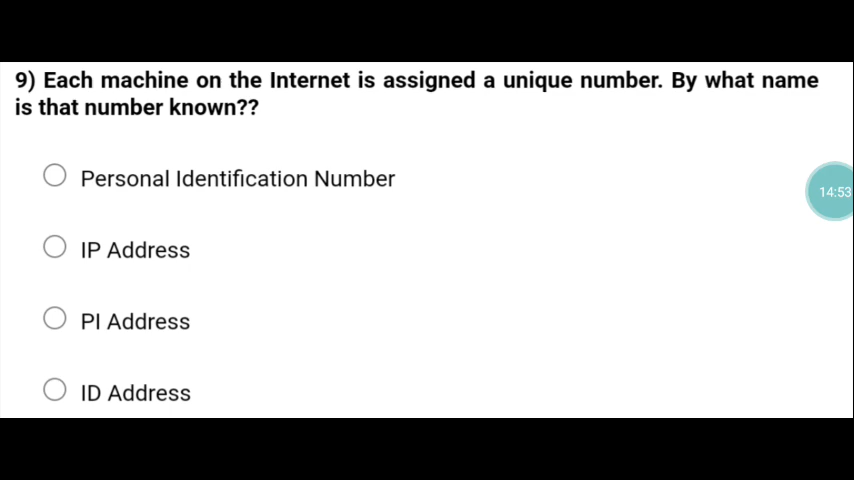 9) Each machine on the Internet is assigned a unique number. By what name
is that number known??
Personal Identification Number
14:53
IP Address
PI Address
ID Address